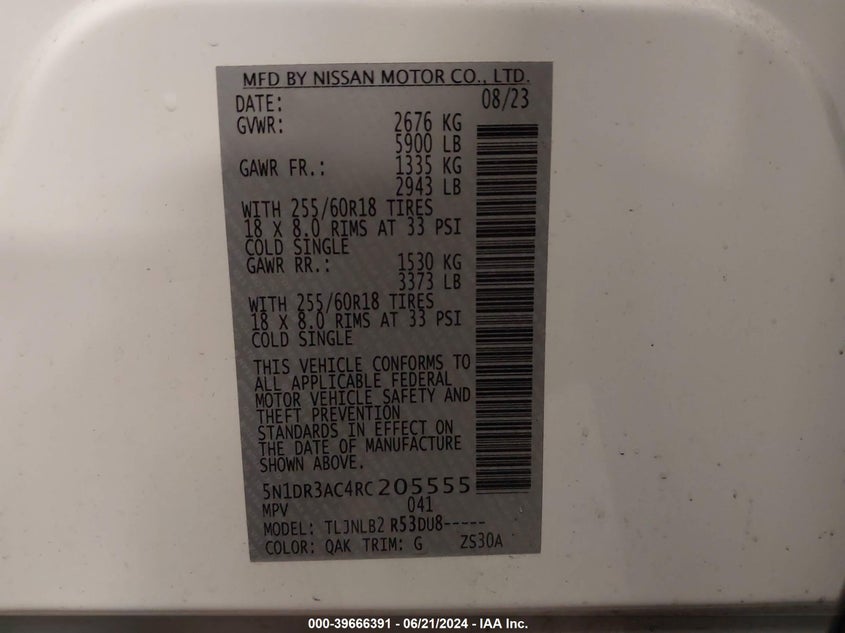 MFD BY NISSAN MOTOR CO., LTD.
DATE: 08/23
GVWR: 2676 KG
5900 LB
GAWR FR.: 1335 KG
2943 LB
WITH 255/60R18 TIRES
18 X 8.0 RIMS AT 33 PSI
COLD SINGLE
GAWR RR.: 1530 KG
3373 LB
WITH 255/60R18 TIRES
18 X 8.0 RIMS AT 33 PSI
COLD SINGLE
THIS VEHICLE CONFORMS TO
ALL APPLICABLE FEDERAL
MOTOR VEHICLE SAFETY AND
THEFT PREVENTION
STANDARDS IN EFFECT ON
THE DATE OF MANUFACTURE
SHOWN ABOVE.
5N1DR3AC4RC205555
MPV 041
MODEL: TLJNLB2 R53DU8-----
COLOR: QAK TRIM: G ZS30A
000-39666391 - 06/21/2024 - IAA Inc.